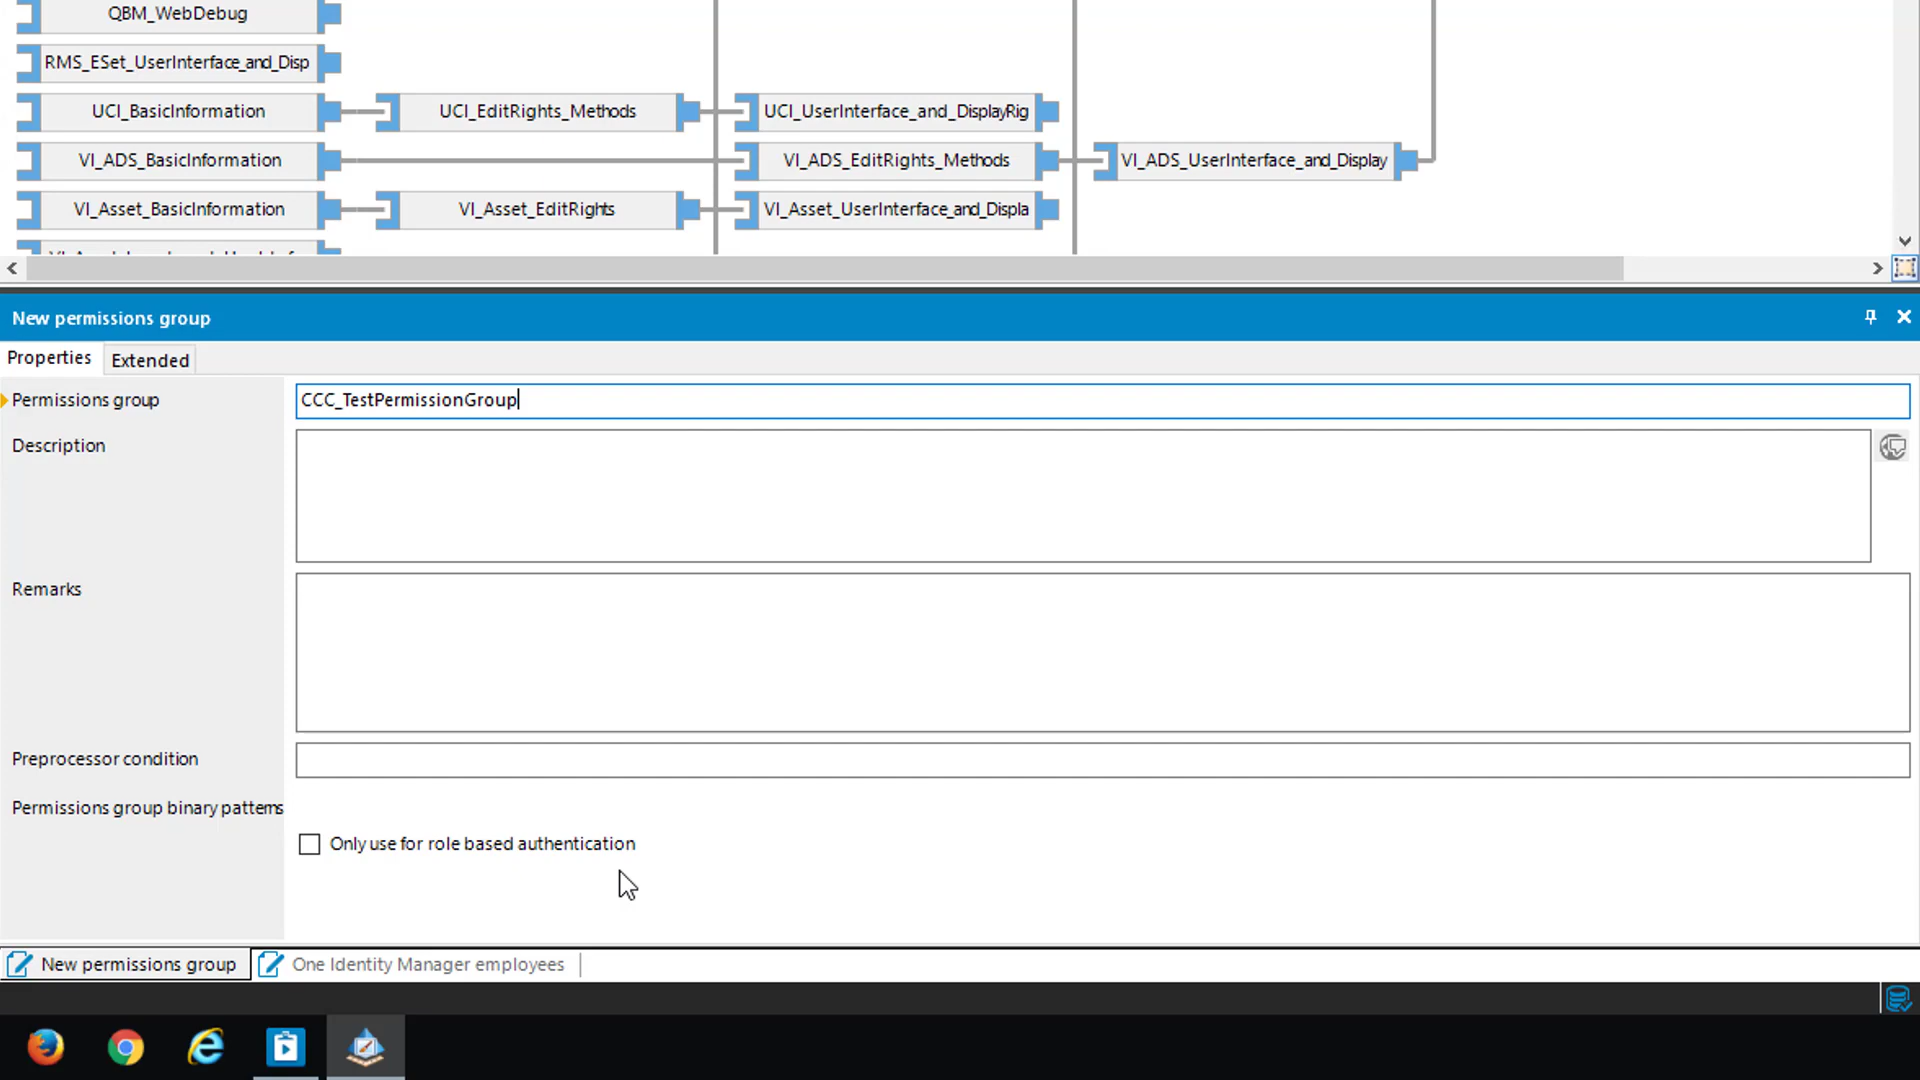 QBM_WebDebug
RMS_ESet_UserInterface_and_Disp
UCI_BasicInformation UCI_EditRights_Methods UCI_UserInterface_and_DisplayRig
VI_ADS_BasicInformation VI_ADS_EditRights_Methods VI_ADS_UserInterface_and_Display
VI_Asset_BasicInformation VI_Asset_EditRights VI_Asset_UserInterface_and_Displa
New permissions group
Properties Extended
Permissions group CCC_TestPermissionGroup
Description
Remarks
Preprocessor condition
Permissions group binary patterns
Only use for role based authentication
New permissions group One Identity Manager employees